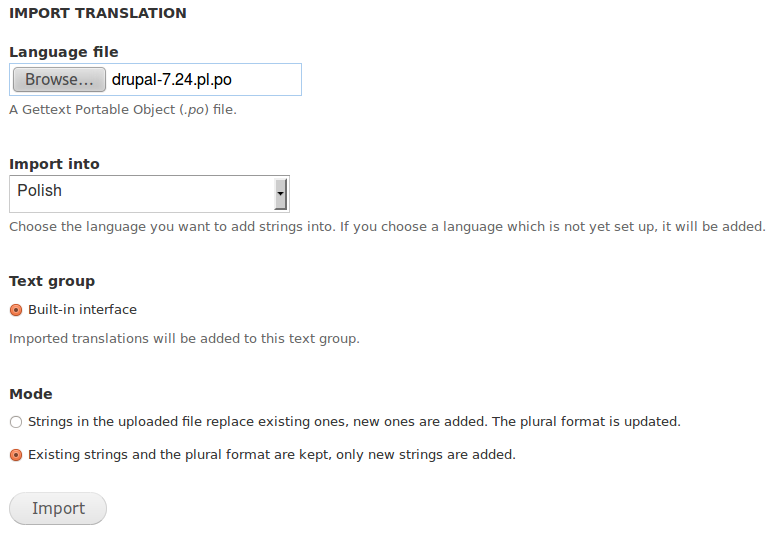 IMPORT TRANSLATION
Language file
Browse... drupal-7.24.pl.po
A Gettext Portable Object (.po) file.
Import into
Polish
Choose the language you want to add strings into. If you choose a language which is not yet set up, it will be added.
Text group
Built-in interface
Imported translations will be added to this text group.
Mode
Strings in the uploaded file replace existing ones, new ones are added. The plural format is updated.
Existing strings and the plural format are kept, only new strings are added.
Import